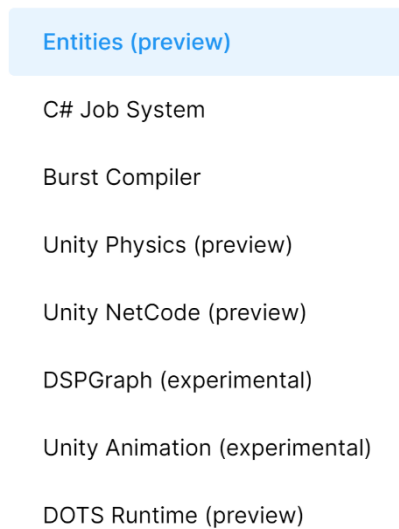 Entities (preview)
C# Job System
Burst Compiler
Unity Physics (preview)
Unity NetCode (preview)
DSPGraph (experimental)
Unity Animation (experimental)
DOTS Runtime (preview)